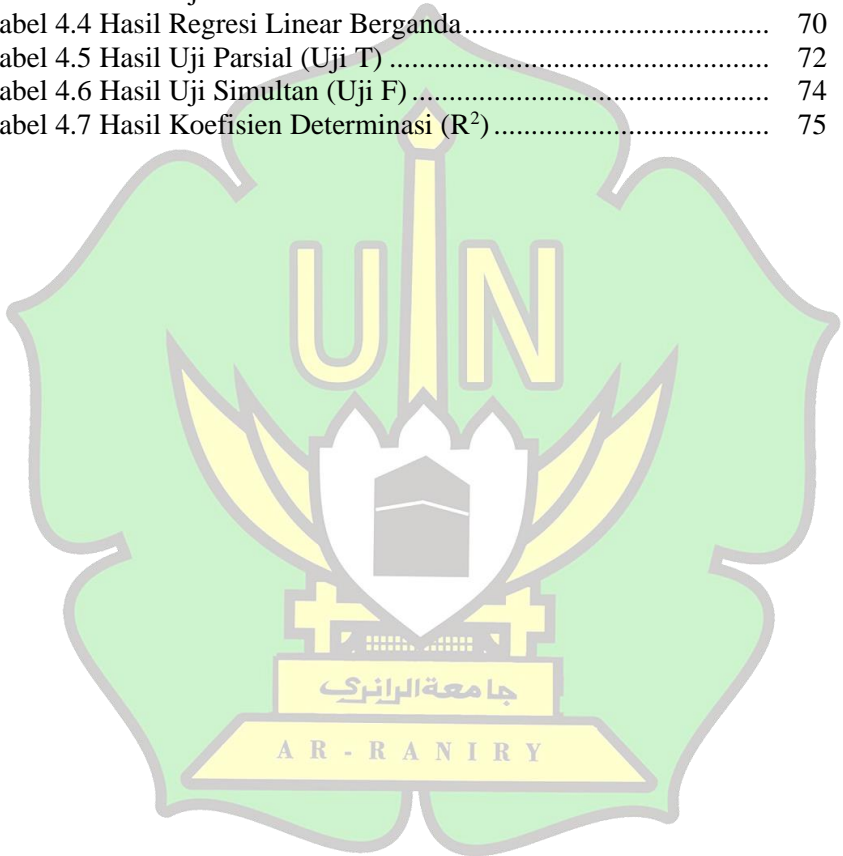 abel 4.4 Hasil Regresi Linear Berganda......................................... 70
abel 4.5 Hasil Uji Parsial (Uji T) ................................................... 72
abel 4.6 Hasil Uji Simultan (Uji F) ................................................ 74
abel 4.7 Hasil Koefisien Determinasi (R²)..................................... 75
UIN
جامعةالرانري
AR-RANIRY